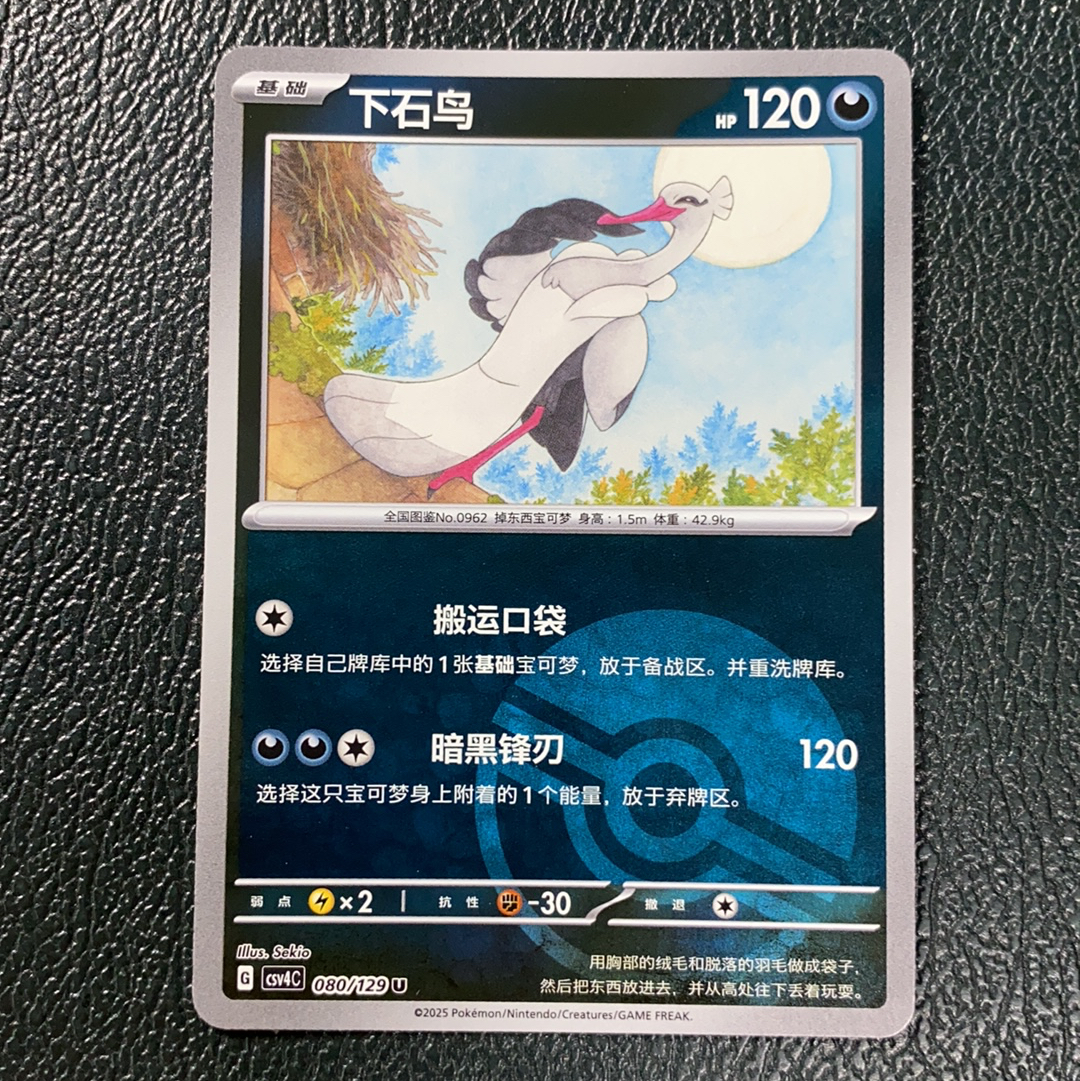 基础
下石鸟 HP 120
全国图鉴No.0962 掉东西宝可梦 身高：1.5m 体重：42.9kg
搬运口袋
选择自己牌库中的1张基础宝可梦，放于备战区。并重洗牌库。
暗黑锋刃 120
选择这只宝可梦身上附着的1个能量，放于弃牌区。
弱点 ×2 抗性 -30 撤退
Illus. Sekio
G CSV4C 080/129 U
用胸部的绒毛和脱落的羽毛做成袋子，
然后把东西放进去，并从高处往下丢着玩耍。
©2025 Pokémon/Nintendo/Creatures/GAME FREAK.